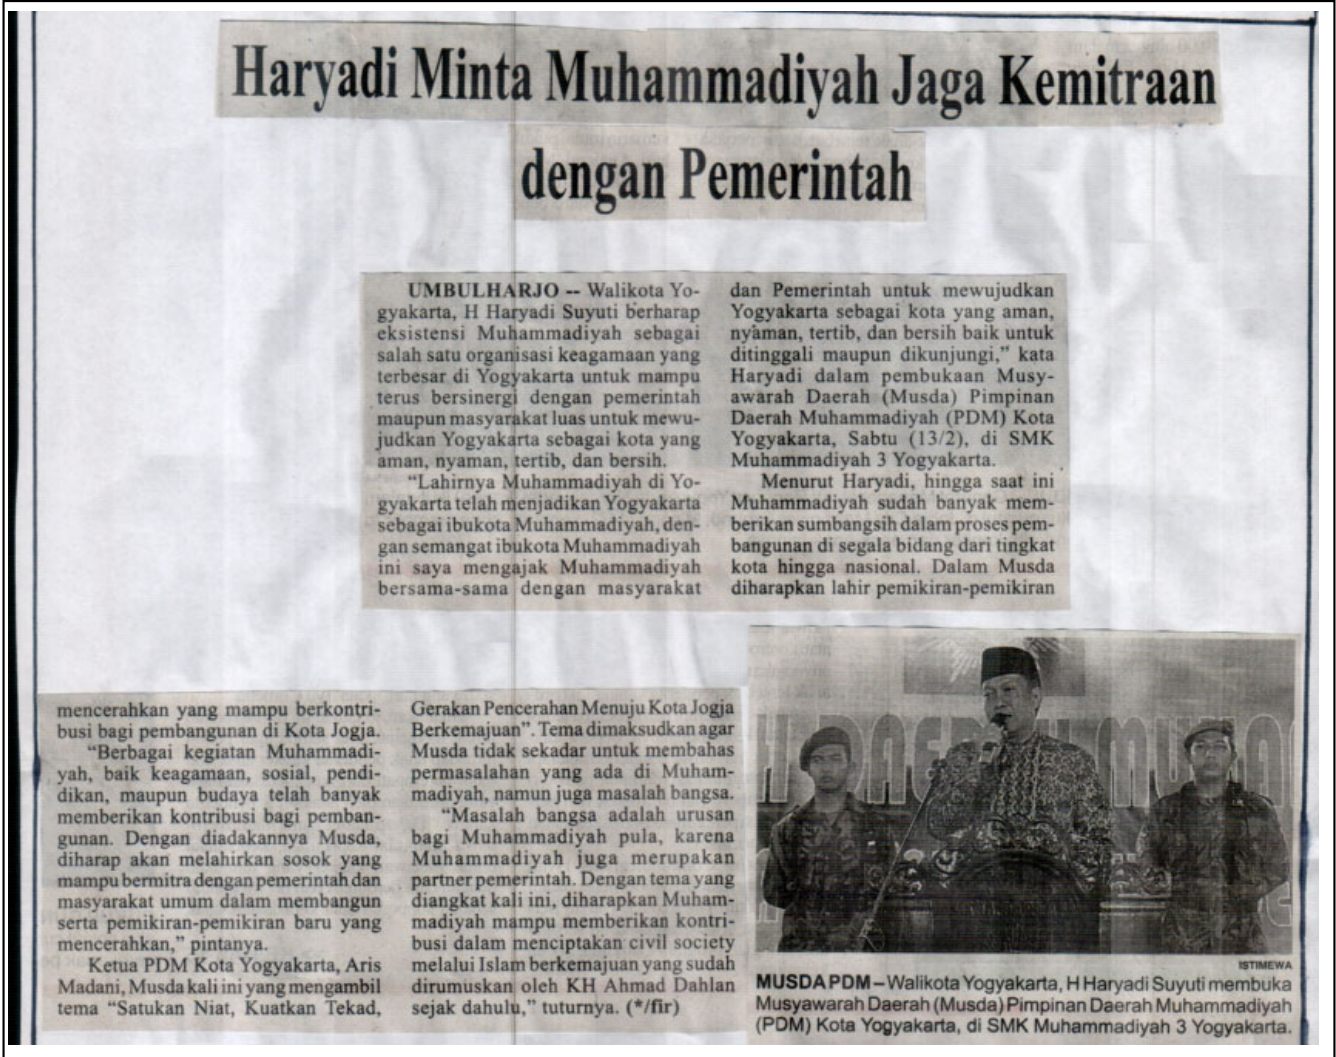 Haryadi Minta Muhammadiyah Jaga Kemitraan
dengan Pemerintah
UMBULHARJO -- Walikota Yo-
gyakarta, H Haryadi Suyuti berharap
eksistensi Muhammadiyah sebagai
salah satu organisasi keagamaan yang
terbesar di Yogyakarta untuk mampu
terus bersinergi dengan pemerintah
maupun masyarakat luas untuk mewu-
judkan Yogyakarta sebagai kota yang
aman, nyaman, tertib, dan bersih.
“Lahirnya Muhammadiyah di Yo-
gyakarta telah menjadikan Yogyakarta
sebagai ibukota Muhammadiyah, den-
gan semangat ibukota Muhammadiyah
ini saya mengajak Muhammadiyah
bersama-sama dengan masyarakat
dan Pemerintah untuk mewujudkan
Yogyakarta sebagai kota yang aman,
nyaman, tertib, dan bersih baik untuk
ditinggali maupun dikunjungi,” kata
Haryadi dalam pembukaan Musy-
awarah Daerah (Musda) Pimpinan
Daerah Muhammadiyah (PDM) Kota
Yogyakarta, Sabtu (13/2), di SMK
Muhammadiyah 3 Yogyakarta.
Menurut Haryadi, hingga saat ini
Muhammadiyah sudah banyak mem-
berikan sumbangsih dalam proses pem-
bangunan di segala bidang dari tingkat
kota hingga nasional. Dalam Musda
diharapkan lahir pemikiran-pemikiran
mencerahkan yang mampu berkontri-
busi bagi pembangunan di Kota Jogja.
“Berbagai kegiatan Muhammadi-
yah, baik keagamaan, sosial, pendi-
dikan, maupun budaya telah banyak
memberikan kontribusi bagi pemban-
gunan. Dengan diadakannya Musda,
diharap akan melahirkan sosok yang
mampu bermitra dengan pemerintah dan
masyarakat umum dalam membangun
serta pemikiran-pemikiran baru yang
mencerahkan,” pintanya.
Ketua PDM Kota Yogyakarta, Aris
Madani, Musda kali ini yang mengambil
tema “Satukan Niat, Kuatkan Tekad,
Gerakan Pencerahan Menuju Kota Jogja
Berkemajuan”. Tema dimaksudkan agar
Musda tidak sekadar untuk membahas
permasalahan yang ada di Muham-
madiyah, namun juga masalah bangsa.
“Masalah bangsa adalah urusan
bagi Muhammadiyah pula, karena
Muhammadiyah juga merupakan
partner pemerintah. Dengan tema yang
diangkat kali ini, diharapkan Muham-
madiyah mampu memberikan kontri-
busi dalam menciptakan civil society
melalui Islam berkemajuan yang sudah
dirumuskan oleh KH Ahmad Dahlan
sejak dahulu,” tuturnya. (*/fir)
H DAERAH MUHA
ISTIMEWA
MUSDA PDM – Walikota Yogyakarta, H Haryadi Suyuti membuka
Musyawarah Daerah (Musda) Pimpinan Daerah Muhammadiyah
(PDM) Kota Yogyakarta, di SMK Muhammadiyah 3 Yogyakarta.